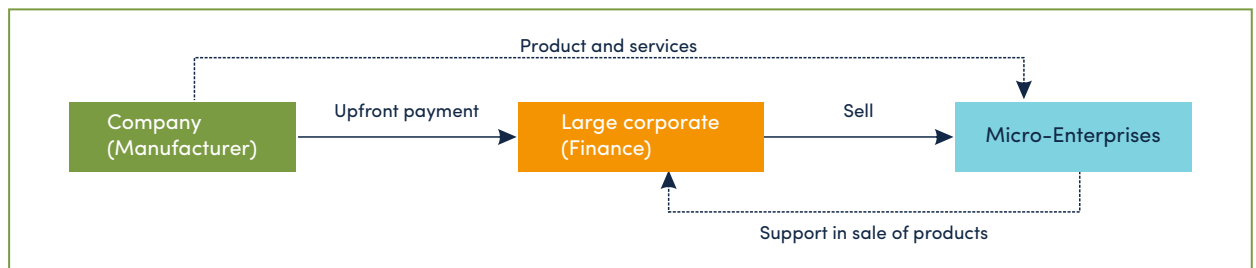 Product and services
Company
(Manufacturer)
Upfront payment
Large corporate
(Finance)
Sell
Micro-Enterprises
Support in sale of products